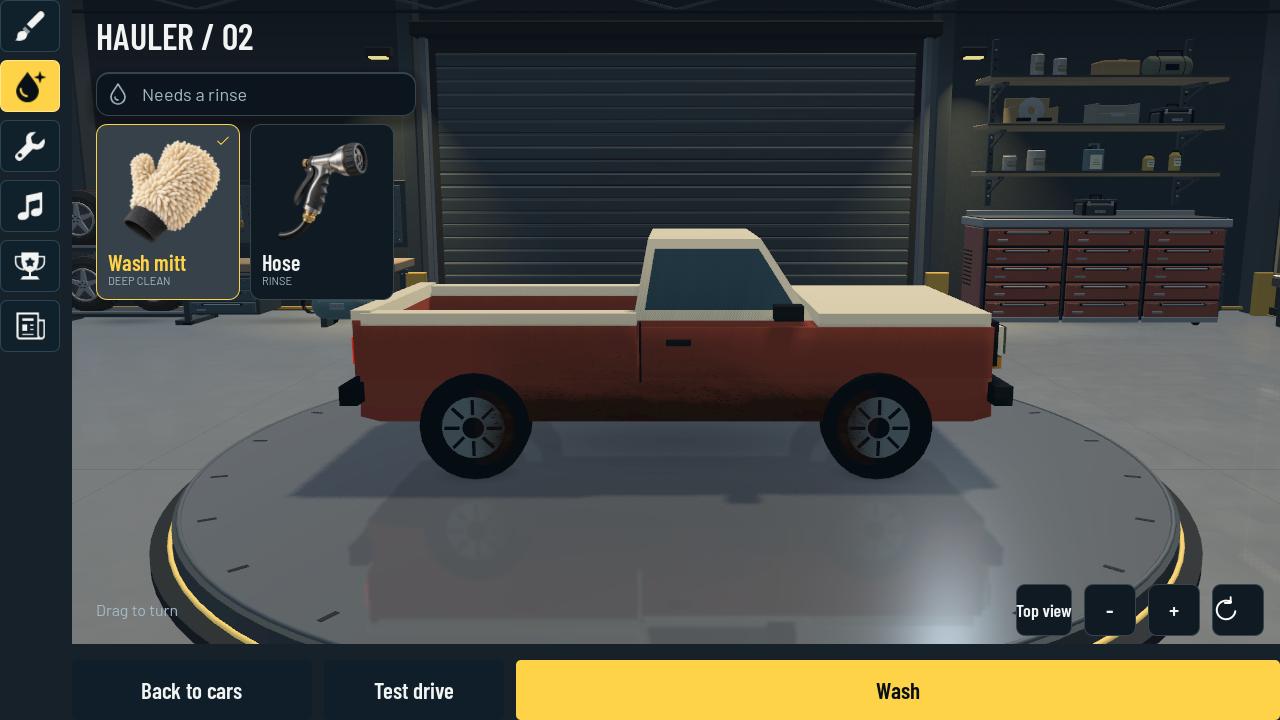 HAULER / 02
Needs a rinse
Wash mitt
DEEP CLEAN
Hose
RINSE
Drag to turn
Top view
-
+
Back to cars
Test drive
Wash